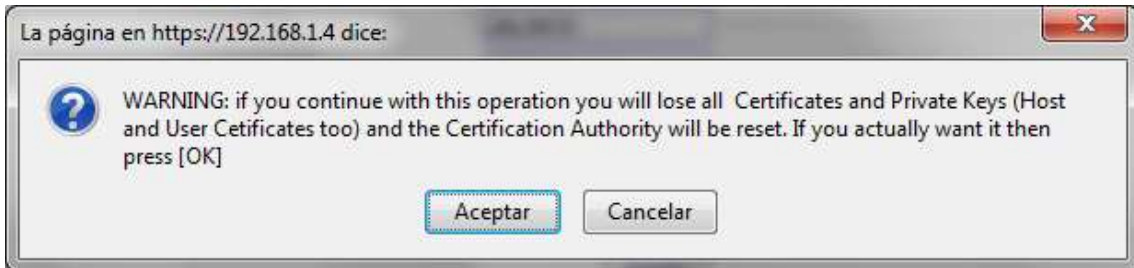 La página en https://192.168.1.4 dice:
WARNING: if you continue with this operation you will lose all Certificates and Private Keys (Host
and User Cetificates too) and the Certification Authority will be reset. If you actually want it then
press [OK]
Aceptar Cancelar